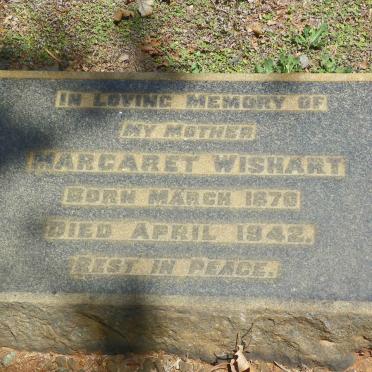 IN LOVING MEMORY OF
MY MOTHER
MARGARET WISHART
BORN MARCH 1870
DIED APRIL 1942.
REST IN PEACE.